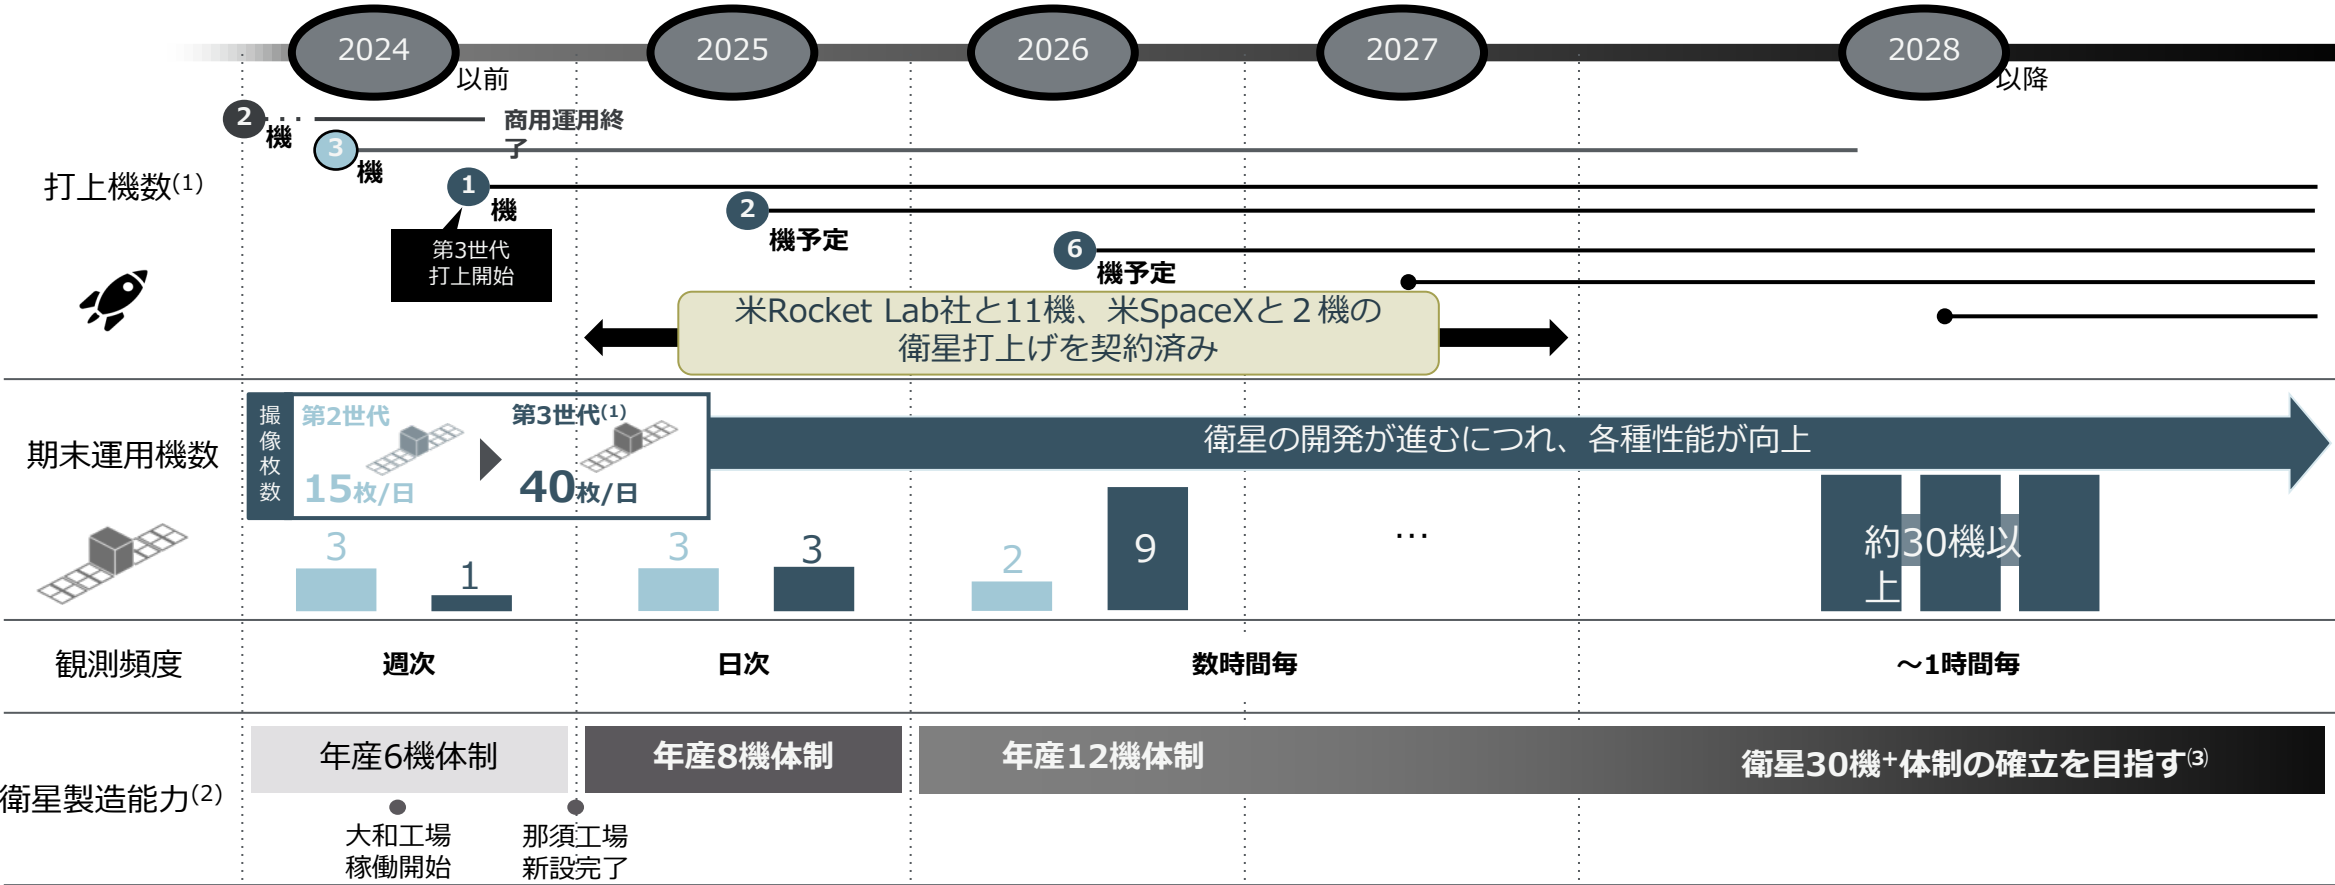 2024
以前
2025
2026
2027
2028
以降
打上機数(1)
2
機
商用運用終
了
3
機
1
機
第3世代
打上開始
2
機予定
6
機予定
米Rocket Lab社と11機、米SpaceXと２機の
衛星打上げを契約済み
期末運用機数
撮像枚数
第2世代
15枚/日
第3世代(1)
40枚/日
衛星の開発が進むにつれ、各種性能が向上
3
1
3
3
2
9
…
約30機以
上
観測頻度
週次
日次
数時間毎
～1時間毎
衛星製造能力(2)
年産6機体制
年産8機体制
年産12機体制
衛星30機+体制の確立を目指す(3)
大和工場
稼働開始
那須工場
新設完了